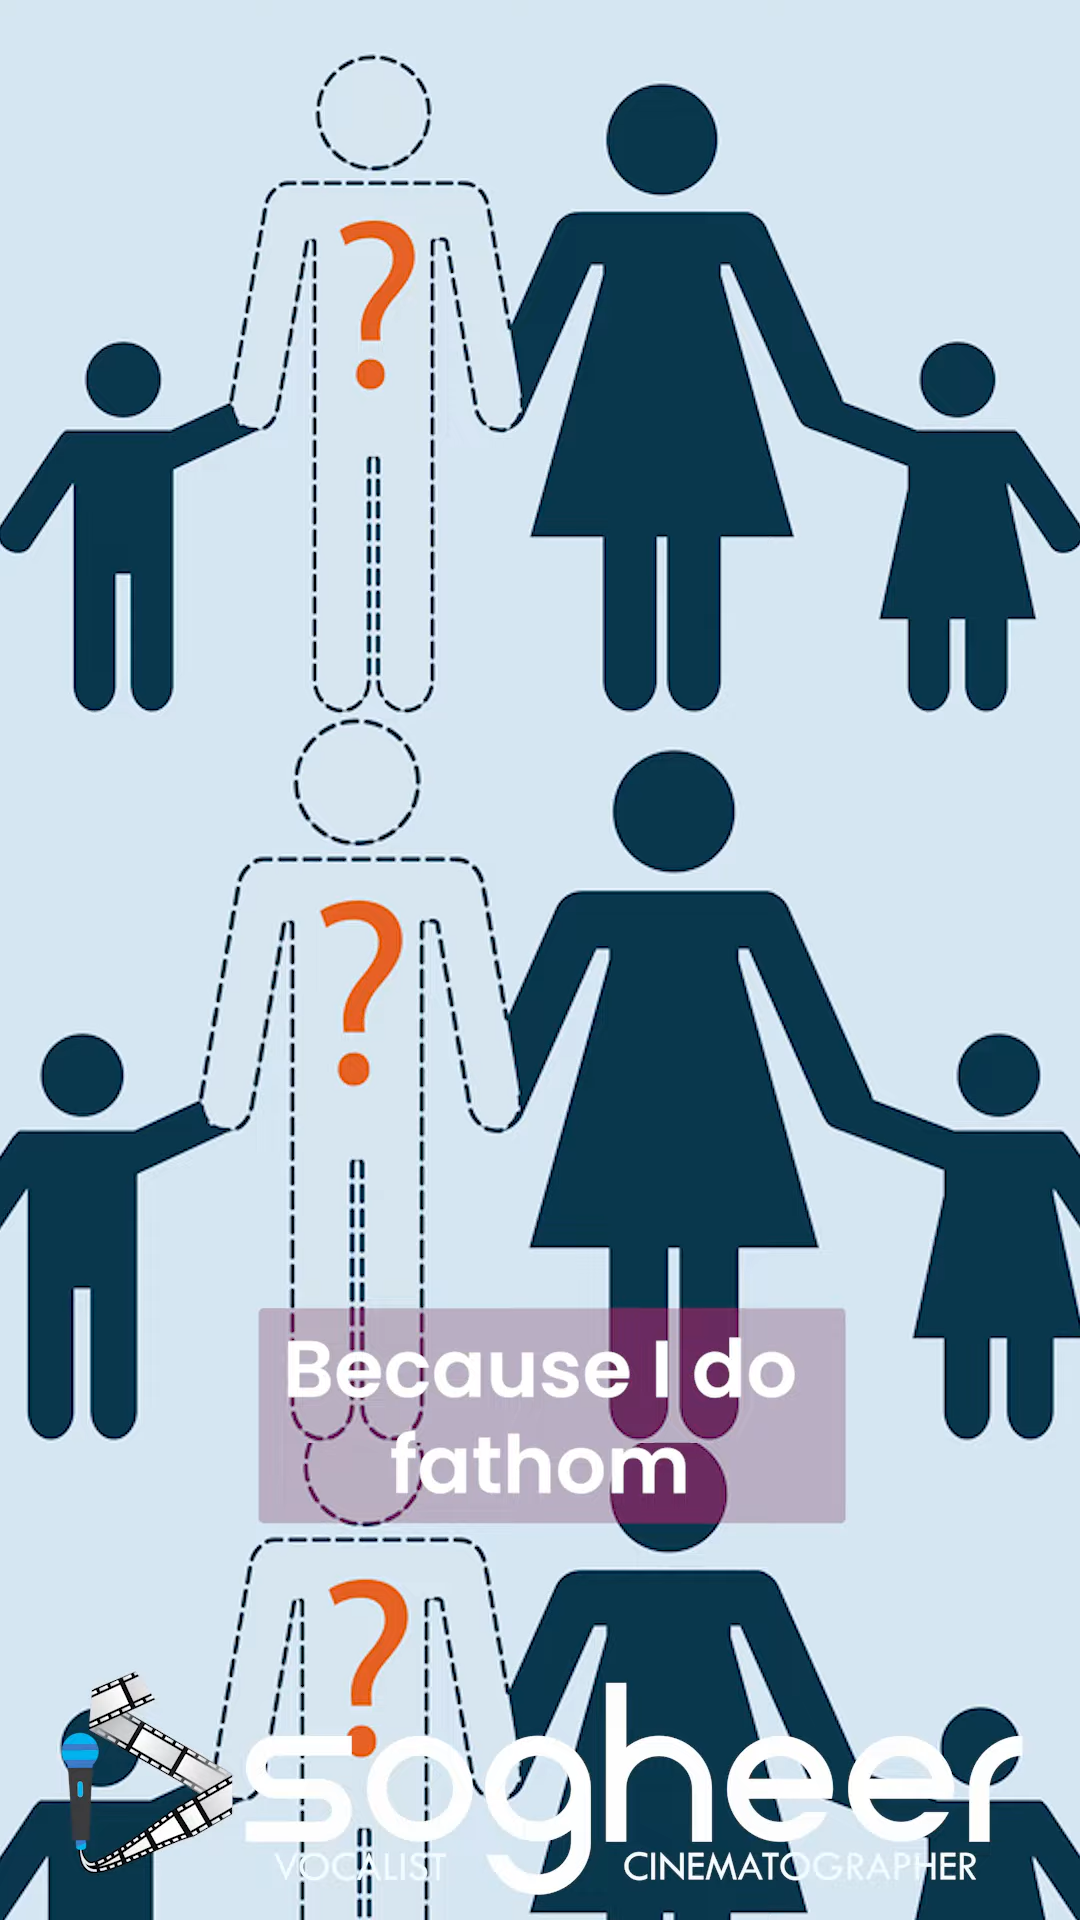 ?
?
Because I do
fathom
?
sogheer
VOCALIST
CINEMATOGRAPHER